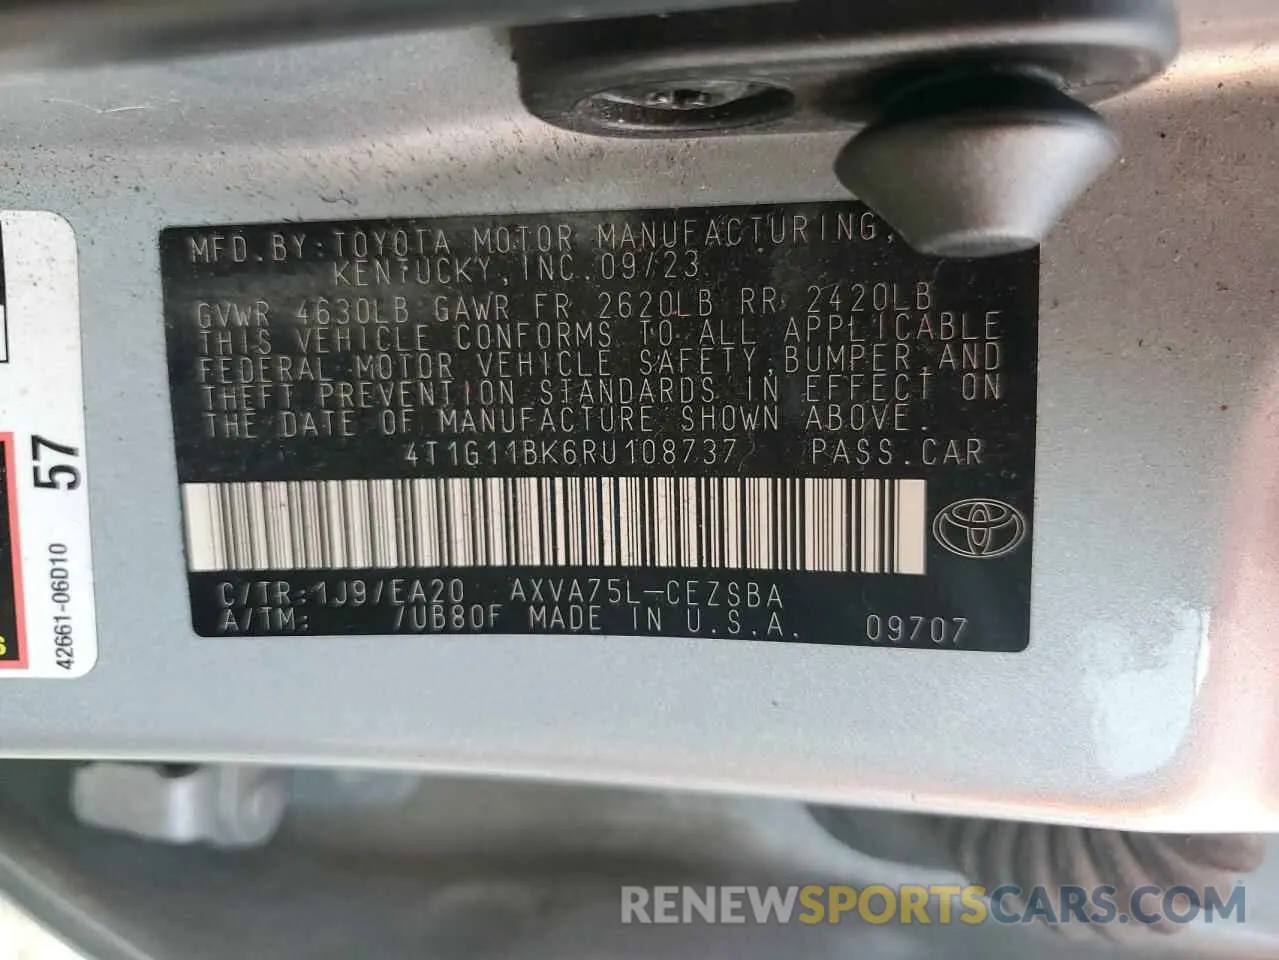 MFD.BY:TOYOTA MOTOR MANUFACTURING,
KENTUCKY, INC. 09/23
GVWR 4630LB GAWR FR 2620LB RR 2420LB
THIS VEHICLE CONFORMS TO ALL APPLICABLE
FEDERAL MOTOR VEHICLE SAFETY,BUMPER,AND
THEFT PREVENTION STANDARDS IN EFFECT ON
THE DATE OF MANUFACTURE SHOWN ABOVE.
4T1G11BK6RU108737 PASS.CAR
C/TR:1J9/EA20 AXVA75L-CEZSBA
A/TM: /UB80F MADE IN U.S.A. 09707
57
42661-06D10
RENEWSPORTSCARS.COM